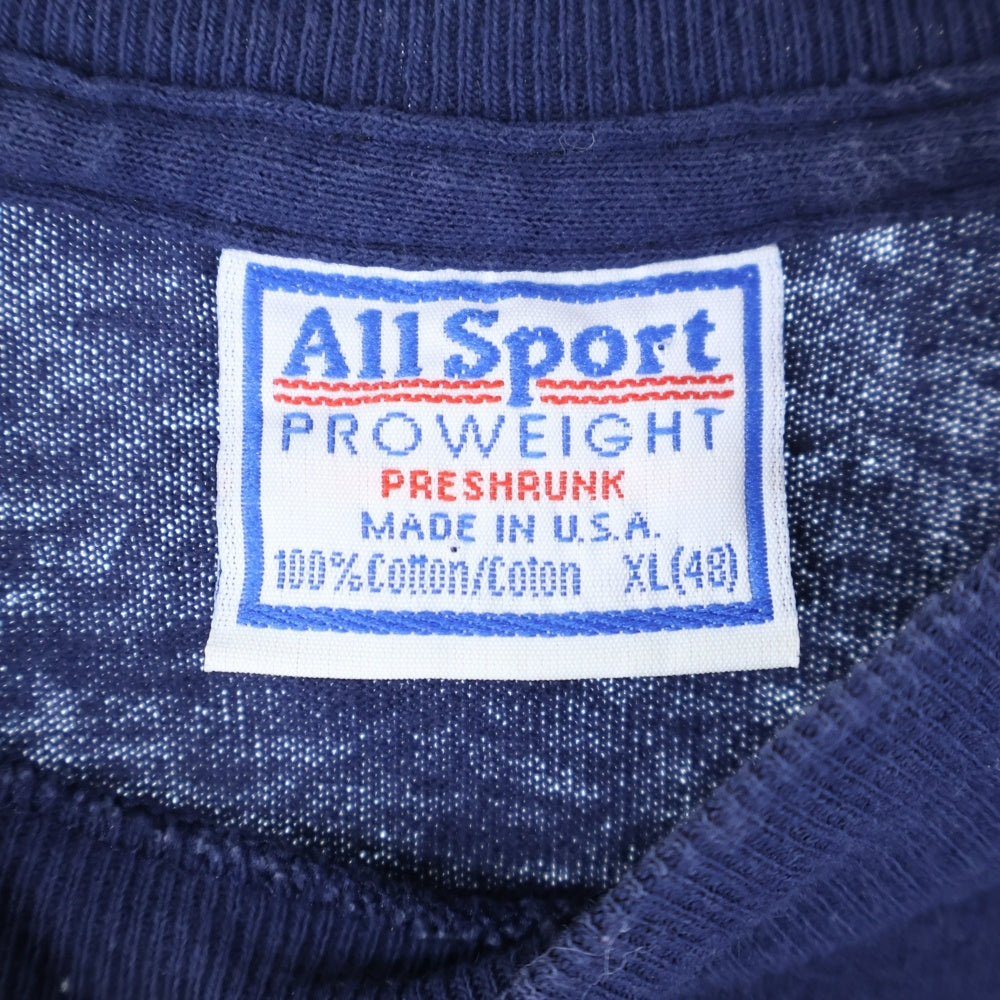 All Sport
PROWEIGHT
PRESHRUNK
MADE IN U.S.A.
100% Cotton/Coton XL(48)